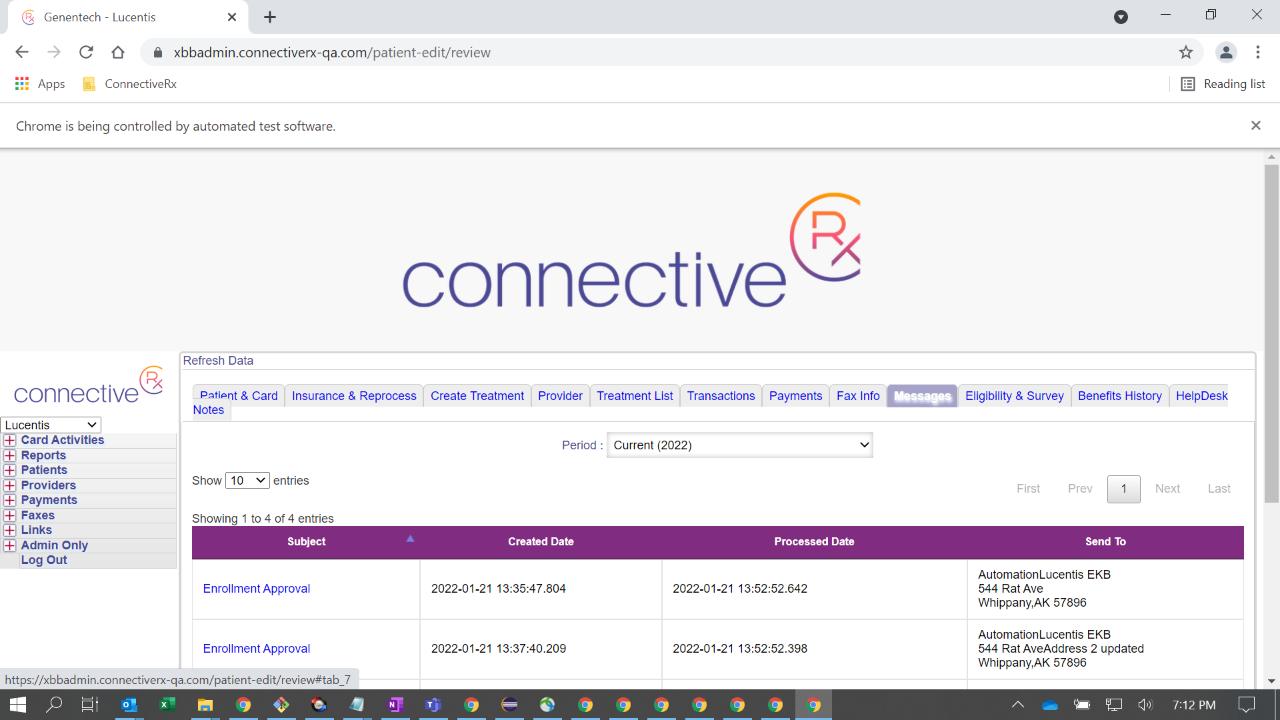 Genentech - Lucentis
xbbadmin.connectiverx-qa.com/patient-edit/review
Apps ConnectiveRx Reading list
Chrome is being controlled by automated test software.
connective Rx
connective Rx
Lucentis
Card Activities
Reports
Patients
Providers
Payments
Faxes
Links
Admin Only
Log Out
Refresh Data
Patient & Card Insurance & Reprocess Create Treatment Provider Treatment List Transactions Payments Fax Info Messages Eligibility & Survey Benefits History HelpDesk
Notes
Period : Current (2022)
Show 10 entries
First Prev 1 Next Last
Showing 1 to 4 of 4 entries
Subject Created Date Processed Date Send To
Enrollment Approval 2022-01-21 13:35:47.804 2022-01-21 13:52:52.642 AutomationLucentis EKB
544 Rat Ave
Whippany,AK 57896
Enrollment Approval 2022-01-21 13:37:40.209 2022-01-21 13:52:52.398 AutomationLucentis EKB
544 Rat AveAddress 2 updated
Whippany,AK 57896
https://xbbadmin.connectiverx-qa.com/patient-edit/review#tab_7
7:12 PM